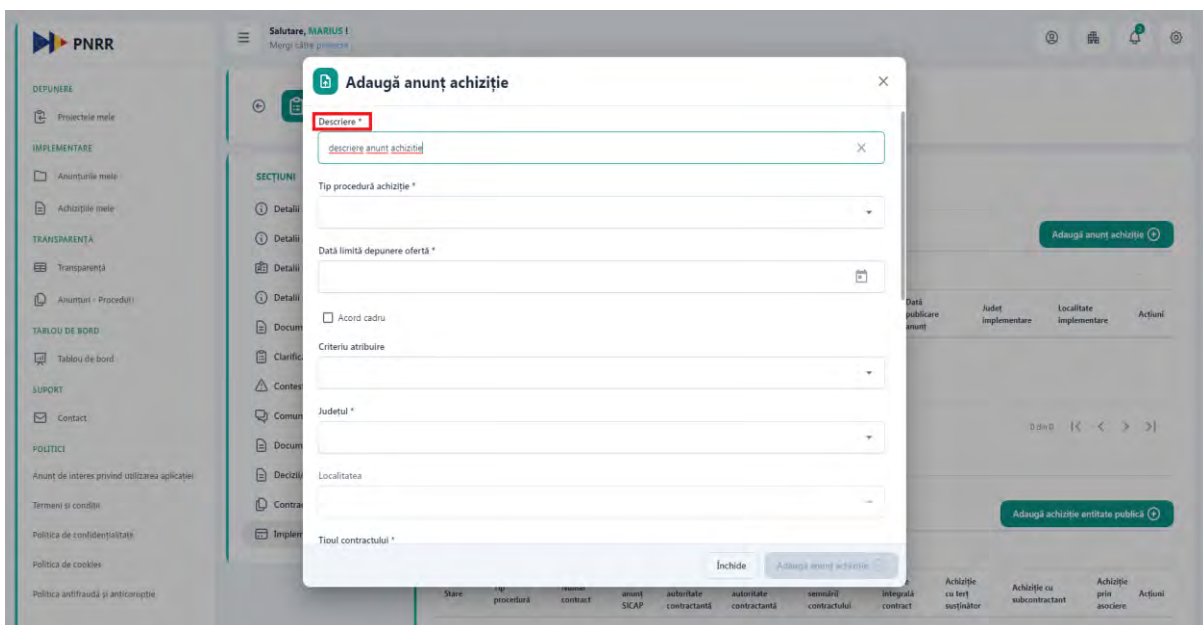 PNRR
Salutare, MARIUS !
Mergi către proiecte
DEPUNERE
Proiectele mele
IMPLEMENTARE
Anunțurile mele
Achizițiile mele
TRANSPARENȚA
Transparență
Anunțuri - Proceduri
TABLOU DE BORD
Tablou de bord
SUPORT
Contact
POLITICI
Anunț de interes privind utilizarea aplicației
Termeni și condiții
Politica de confidențialitate
Politica de cookies
Politica antifraudă și anticorupție
SECȚIUNI
Detalii
Detalii
Detalii
Detalii
Docum
Clarific
Contes
Comun
Docum
Decizii
Contra
Implem
Adaugă anunț achiziție
Descriere *
descriere anunt achizitie
Tip procedură achiziție *
Dată limită depunere ofertă *
Acord cadru
Criteriu atribuire
Județul *
Localitatea
Tipul contractului *
Închide
Adaugă anunț achiziție
Adaugă anunț achiziție
Dată publicare anunț
Județ implementare
Localitate implementare
Acțiuni
0 din 0
Adaugă achiziție entitate publică
Stare
Tip procedură
Număr contract
anunț SICAP
autoritate contractantă
autoritate contractantă
semnării contractului
integrală contract
Achiziție cu terț susținător
Achiziție cu subcontractant
Achiziție prin asociere
Acțiuni